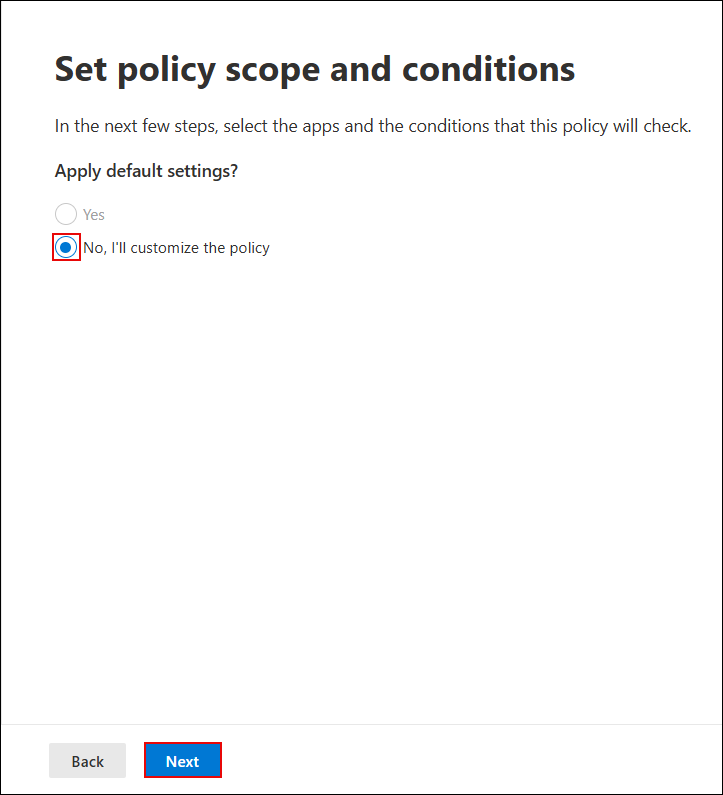 Set policy scope and conditions
In the next few steps, select the apps and the conditions that this policy will check.
Apply default settings?
Yes
No, I'll customize the policy
Back
Next